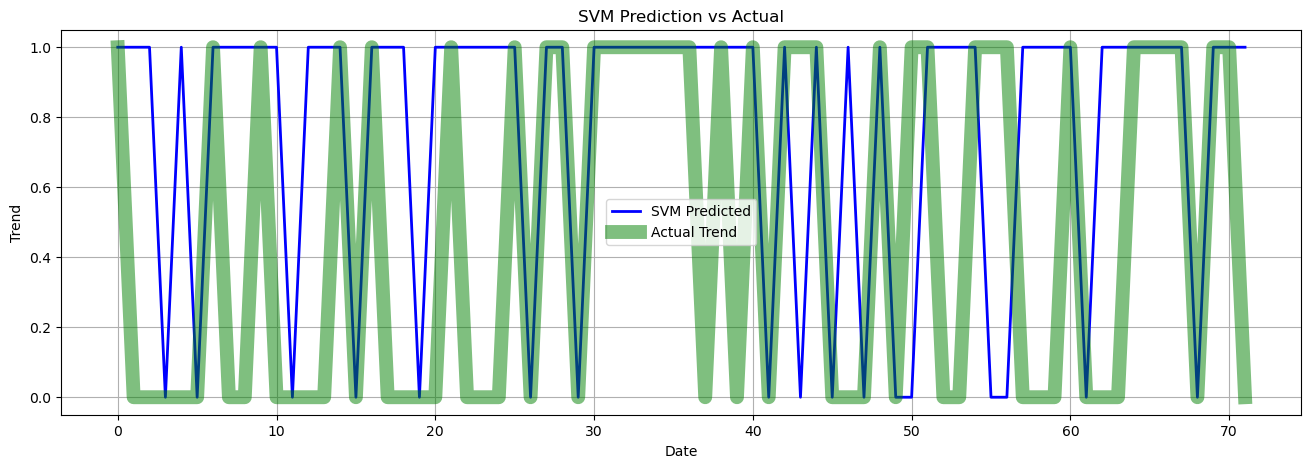 SVM Prediction vs Actual
1.0
0.8
0.6
0.4
0.2
0.0
Trend
SVM Predicted
Actual Trend
0 10 20 30 40 50 60 70
Date